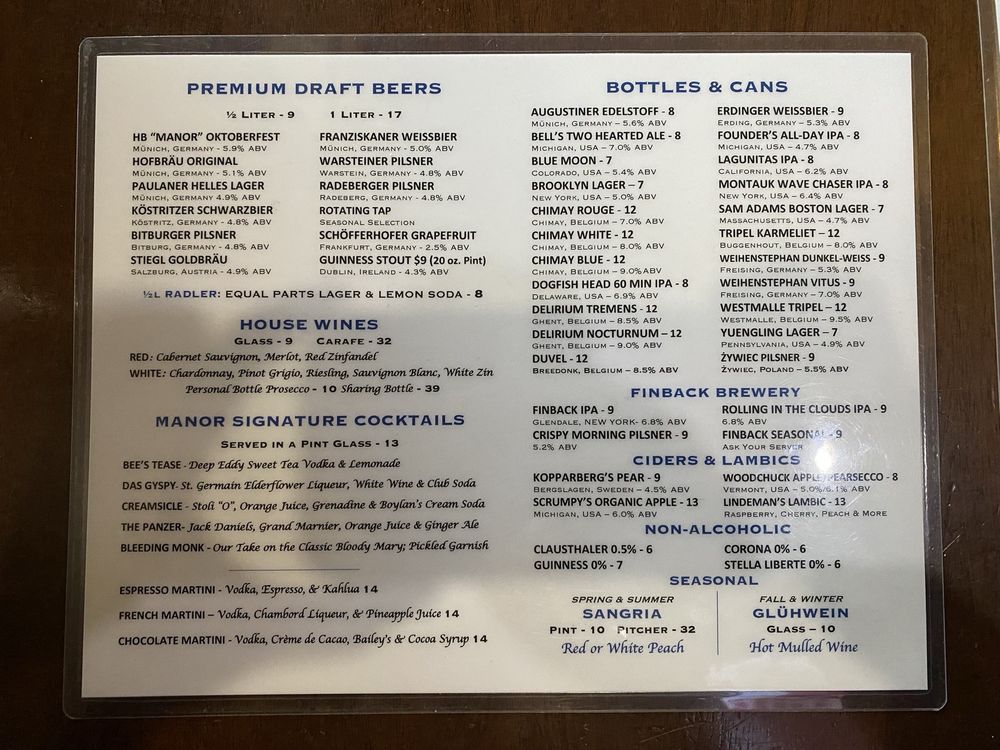 PREMIUM DRAFT BEERS
½ LITER - 9 1 LITER - 17
HB “MANOR” OKTOBERFEST
MÜNICH, GERMANY - 5.9% ABV
HOFBRÄU ORIGINAL
MÜNICH, GERMANY - 5.1% ABV
PAULANER HELLES LAGER
MÜNICH, GERMANY 4.9% ABV
KÖSTRITZER SCHWARZBIER
KÖSTRITZ, GERMANY - 4.8% ABV
BITBURGER PILSNER
BITBURG, GERMANY - 4.8% ABV
STIEGL GOLDBRÄU
SALZBURG, AUSTRIA - 4.9% ABV
FRANZISKANER WEISSBIER
MÜNICH, GERMANY - 5.0% ABV
WARSTEINER PILSNER
WARSTEIN, GERMANY - 4.8% ABV
RADEBERGER PILSNER
RADEBERG, GERMANY - 4.8% ABV
ROTATING TAP
SEASONAL SELECTION
SCHÖFFERHOFER GRAPEFRUIT
FRANKFURT, GERMANY - 2.5% ABV
GUINNESS STOUT $9 (20 oz. Pint)
DUBLIN, IRELAND - 4.3% ABV
½L RADLER: EQUAL PARTS LAGER & LEMON SODA - 8
HOUSE WINES
GLASS - 9 CARAFE - 32
RED: Cabernet Sauvignon, Merlot, Red Zinfandel
WHITE: Chardonnay, Pinot Grigio, Riesling, Sauvignon Blanc, White Zin
Personal Bottle Prosecco - 10 Sharing Bottle - 39
MANOR SIGNATURE COCKTAILS
SERVED IN A PINT GLASS - 13
BEE'S TEASE - Deep Eddy Sweet Tea Vodka & Lemonade
DAS GYSPY- St. Germain Elderflower Liqueur, White Wine & Club Soda
CREAMSICLE - Stoli “O”, Orange Juice, Grenadine & Boylan's Cream Soda
THE PANZER- Jack Daniels, Grand Marnier, Orange Juice & Ginger Ale
BLEEDING MONK - Our Take on the Classic Bloody Mary; Pickled Garnish
ESPRESSO MARTINI - Vodka, Espresso, & Kahlua 14
FRENCH MARTINI – Vodka, Chambord Liqueur, & Pineapple Juice 14
CHOCOLATE MARTINI - Vodka, Crème de Cacao, Bailey's & Cocoa Syrup 14
BOTTLES & CANS
AUGUSTINER EDELSTOFF - 8
MÜNICH, GERMANY – 5.6% ABV
BELL'S TWO HEARTED ALE - 8
MICHIGAN, USA – 7.0% ABV
BLUE MOON - 7
COLORADO, USA – 5.4% ABV
BROOKLYN LAGER – 7
NEW YORK, USA – 5.0% ABV
CHIMAY ROUGE - 12
CHIMAY, BELGIUM – 7.0% ABV
CHIMAY WHITE - 12
CHIMAY, BELGIUM – 8.0% ABV
CHIMAY BLUE - 12
CHIMAY, BELGIUM – 9.0%ABV
DOGFISH HEAD 60 MIN IPA - 8
DELAWARE, USA – 6.9% ABV
DELIRIUM TREMENS - 12
GHENT, BELGIUM – 8.5% ABV
DELIRIUM NOCTURNUM – 12
GHENT, BELGIUM – 9.0% ABV
DUVEL - 12
BREEDONK, BELGIUM – 8.5% ABV
ERDINGER WEISSBIER - 9
ERDING, GERMANY – 5.3% ABV
FOUNDER'S ALL-DAY IPA - 8
MICHIGAN, USA – 4.7% ABV
LAGUNITAS IPA - 8
CALIFORNIA, USA – 6.2% ABV
MONTAUK WAVE CHASER IPA - 8
NEW YORK, USA – 6.4% ABV
SAM ADAMS BOSTON LAGER - 7
MASSACHUSETTS, USA – 4.7% ABV
TRIPEL KARMELIET – 12
BUGGENHOUT, BELGIUM – 8.0% ABV
WEIHENSTEPHAN DUNKEL-WEISS - 9
FREISING, GERMANY – 5.3% ABV
WEIHENSTEPHAN VITUS - 9
FREISING, GERMANY – 7.0% ABV
WESTMALLE TRIPEL – 12
WESTMALLE, BELGIUM – 9.5% ABV
YUENGLING LAGER – 7
PENNSYLVANIA, USA – 4.9% ABV
ŻYWIEC PILSNER - 9
ŻYWIEC, POLAND – 5.5% ABV
FINBACK BREWERY
FINBACK IPA - 9
GLENDALE, NEW YORK- 6.8% ABV
CRISPY MORNING PILSNER - 9
5.2% ABV
ROLLING IN THE CLOUDS IPA - 9
6.8% ABV
FINBACK SEASONAL - 9
ASK YOUR SERVER
CIDERS & LAMBICS
KOPPARBERG'S PEAR - 9
BERGSLAGEN, SWEDEN – 4.5% ABV
SCRUMPY'S ORGANIC APPLE - 13
MICHIGAN, USA – 6.0% ABV
WOODCHUCK APPLE/PEARSECCO - 8
VERMONT, USA – 5.0%/6.1% ABV
LINDEMAN'S LAMBIC - 13
RASPBERRY, CHERRY, PEACH & MORE
NON-ALCOHOLIC
CLAUSTHALER 0.5% - 6
GUINNESS 0% - 7
CORONA 0% - 6
STELLA LIBERTE 0% - 6
SEASONAL
SPRING & SUMMER
SANGRIA
PINT - 10 PITCHER - 32
Red or White Peach
FALL & WINTER
GLÜHWEIN
GLASS – 10
Hot Mulled Wine